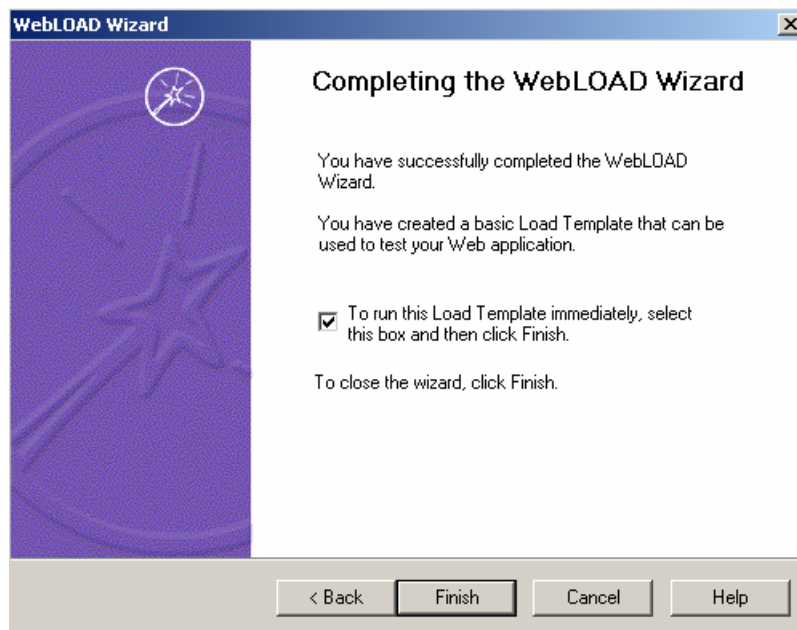 WebLOAD Wizard
Completing the WebLOAD Wizard
You have successfully completed the WebLOAD
Wizard.
You have created a basic Load Template that can be
used to test your Web application.
To run this Load Template immediately, select
this box and then click Finish.
To close the wizard, click Finish.
< Back
Finish
Cancel
Help